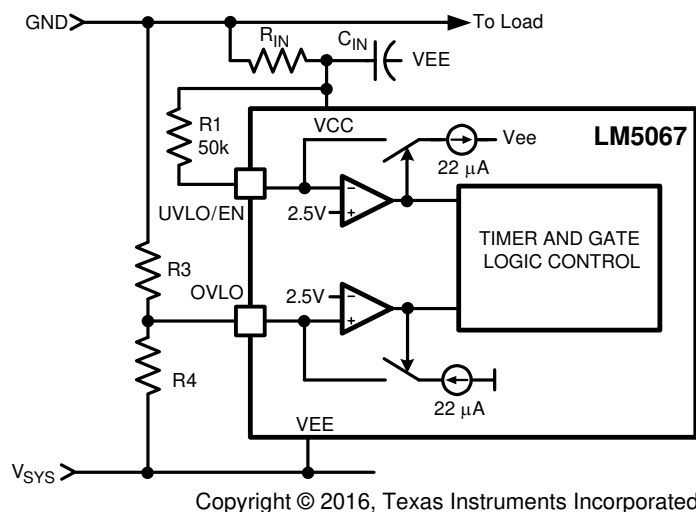 GND
To Load
RIN
CIN
VEE
R1
50k
VCC
LM5067
Vee
22 μA
UVLO/EN
2.5V
TIMER AND GATE
LOGIC CONTROL
R3
OVLO
2.5V
R4
22 μA
VEE
VSYS
Copyright © 2016, Texas Instruments Incorporated